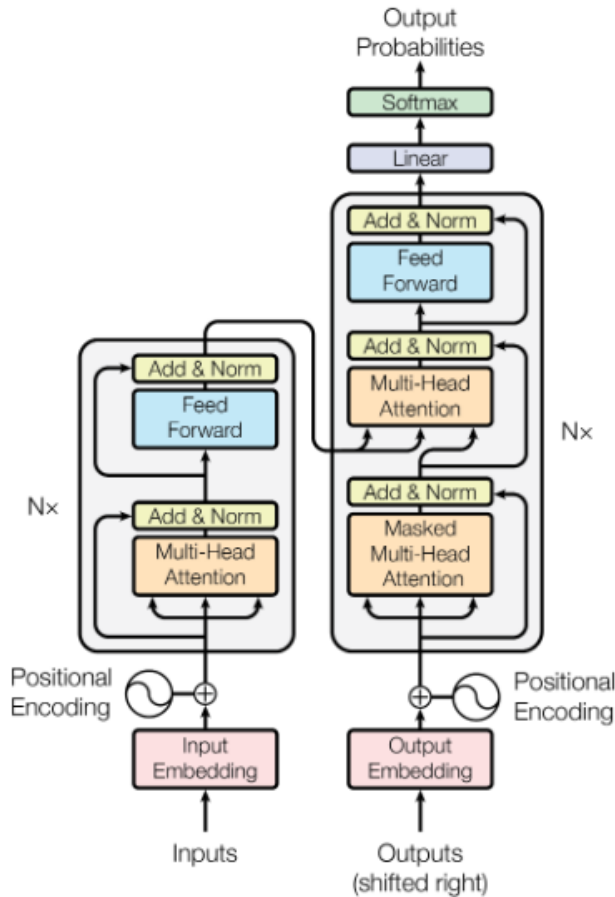 Output
Probabilities
Softmax
Linear
Add & Norm
Feed
Forward
Add & Norm
Multi-Head
Attention
Nx
Add & Norm
Masked
Multi-Head
Attention
Add & Norm
Feed
Forward
Nx
Add & Norm
Multi-Head
Attention
Positional
Encoding
Positional
Encoding
Input
Embedding
Output
Embedding
Inputs
Outputs
(shifted right)